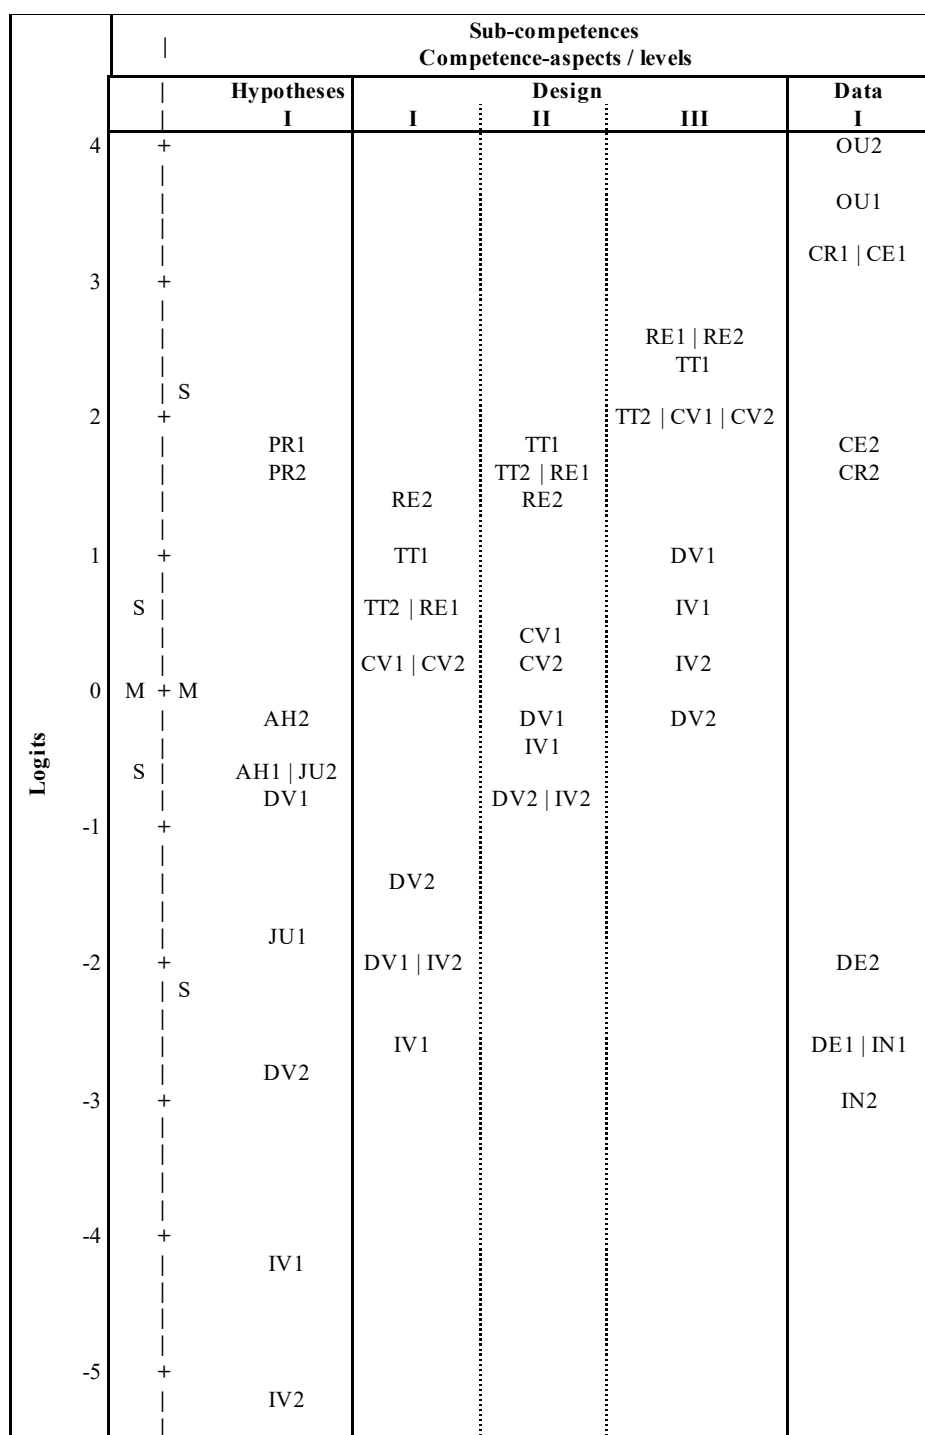 Sub-competences
| Competence-aspects / levels
| Hypotheses Design Data
| I I II III I
4 + OU2
|
| OU1
|
| CR1 | CE1
3 +
|
| RE1 | RE2
| TT1
| S
2 + TT2 | CV1 | CV2
| PR1 TT1 CE2
| PR2 TT2 | RE1 CR2
| RE2 RE2
|
1 + TT1 DV1
|
S | TT2 | RE1 IV1
| CV1
| CV1 | CV2 CV2 IV2
0 M + M
| AH2 DV1 DV2
| IV1
S | AH1 | JU2
| DV1 DV2 | IV2
-1 +
|
| DV2
|
| JU1
-2 + DV1 | IV2 DE2
| S
|
| IV1 DE1 | IN1
| DV2
-3 + IN2
|
|
|
|
-4 +
| IV1
|
|
|
-5 +
| IV2
|
Logits